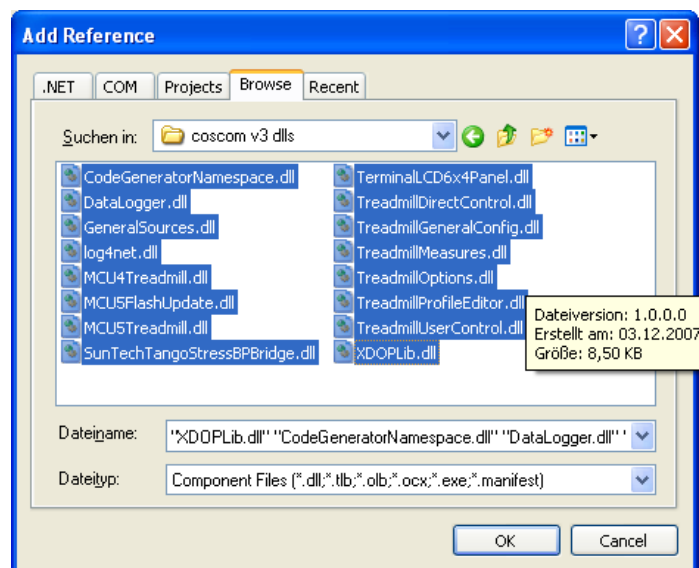 Add Reference
.NET COM Projects Browse Recent
Suchen in: coscom v3 dlls
CodeGeneratorNamespace.dll
DataLogger.dll
GeneralSources.dll
log4net.dll
MCU4Treadmill.dll
MCU5FlashUpdate.dll
MCU5Treadmill.dll
SunTechTangoStressBPBridge.dll
TerminalLCD6x4Panel.dll
TreadmillDirectControl.dll
TreadmillGeneralConfig.dll
TreadmillMeasures.dll
TreadmillOptions.dll
TreadmillProfileEditor.dll
TreadmillUserControl.dll
XDOPLib.dll
Dateiversion: 1.0.0.0
Erstellt am: 03.12.2007
Größe: 8,50 KB
Dateiname: "XDOPLib.dll" "CodeGeneratorNamespace.dll" "DataLogger.dll" "
Dateityp: Component Files (*.dll;*.tlb;*.olb;*.ocx;*.exe;*.manifest)
OK Cancel